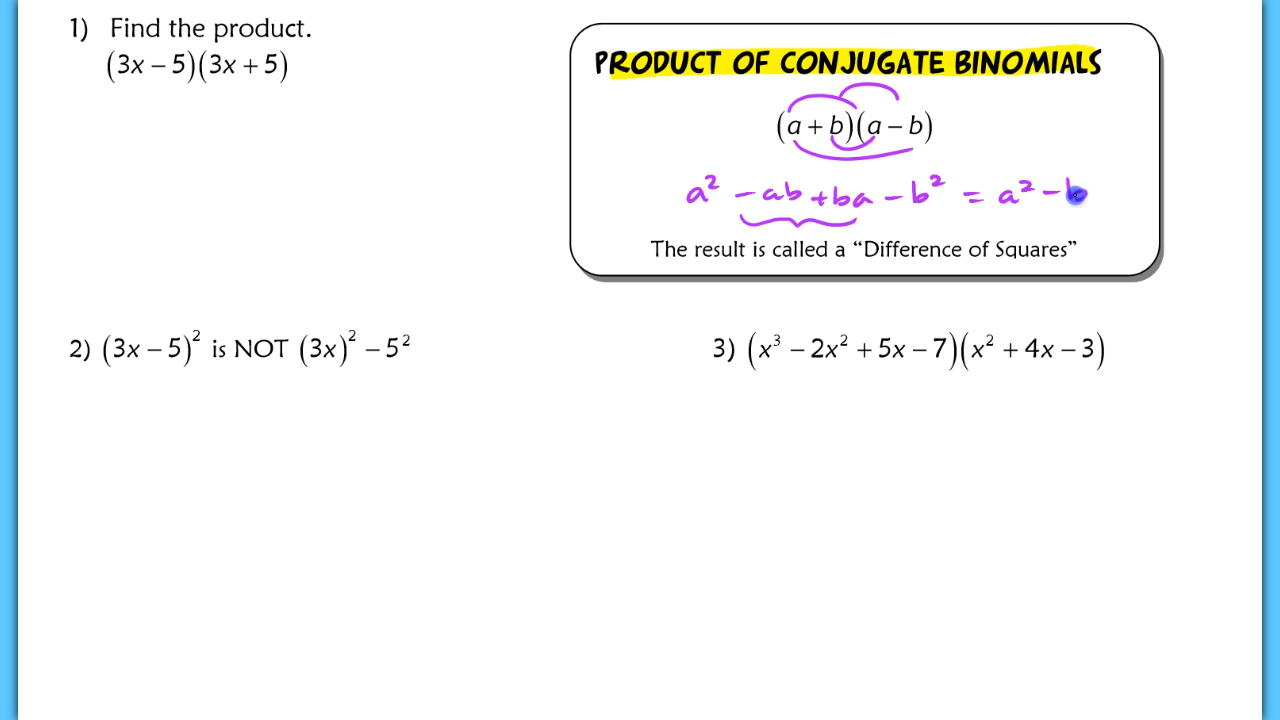 1) Find the product.
(3x – 5)(3x + 5)
PRODUCT OF CONJUGATE BINOMIALS
(a + b)(a – b)
a² – ab + ba – b² = a² – b
The result is called a “Difference of Squares”
2) (3x – 5)² is NOT (3x)² – 5²
3) (x³ – 2x² + 5x – 7)(x² + 4x – 3)